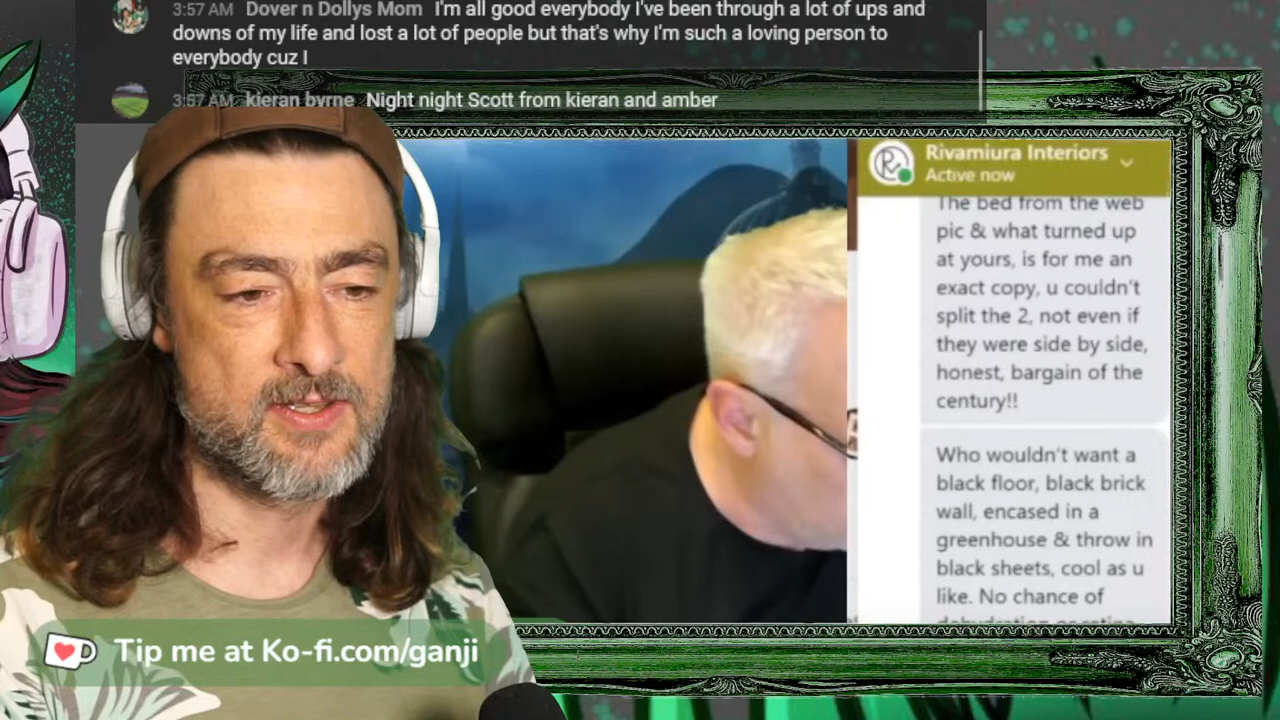 3:57 AM Dover n Dollys Mom I'm all good everybody I've been through a lot of ups and
downs of my life and lost a lot of people but that's why I'm such a loving person to
everybody cuz I
3:57 AM kieran byrne Night night Scott from kieran and amber
Rivamiura Interiors
Active now
The bed from the web
pic & what turned up
at yours, is for me an
exact copy, u couldn't
split the 2, not even if
they were side by side,
honest, bargain of the
century!!
Who wouldn't want a
black floor, black brick
wall, encased in a
greenhouse & throw in
black sheets, cool as u
like. No chance of
Tip me at Ko-fi.com/ganji